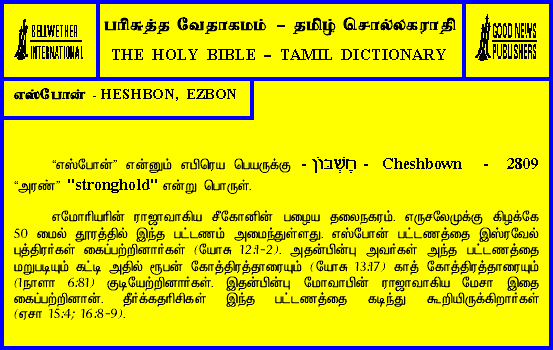 BELLWETHER
INTERNATIONAL
பரிசுத்த வேதாகமம் – தமிழ் சொல்லகராதி
THE HOLY BIBLE – TAMIL DICTIONARY
GOOD NEWS
PUBLISHERS
எஸ்போன் - HESHBON, EZBON
“எஸ்போன்” என்னும் எபிரெய பெயருக்கு - חֶשְׁבּוֹן - Cheshbown - 2809
“அரண்” "stronghold" என்று பொருள்.
எமோரியரின் ராஜாவாகிய சீகோனின் பழைய தலைநகரம். எருசலேமுக்கு கிழக்கே
50 மைல் தூரத்தில் இந்த பட்டணம் அமைந்துள்ளது. எஸ்போன் பட்டணத்தை இஸ்ரவேல்
புத்திரர்கள் கைப்பற்றினார்கள் (யோசு 12:1-2). அதன்பின்பு அவர்கள் அந்த பட்டணத்தை
மறுபடியும் கட்டி அதில் ரூபன் கோத்திரத்தாரையும் (யோசு 13:17) காத் கோத்திரத்தாரையும்
(1நாளா 6:81) குடியேற்றினார்கள். இதன்பின்பு மோவாபின் ராஜாவாகிய மேசா இதை
கைப்பற்றினான். தீர்க்கதரிசிகள் இந்த பட்டணத்தை கடிந்து கூறியிருக்கிறார்கள்
(ஏசா 15:4; 16:8-9).